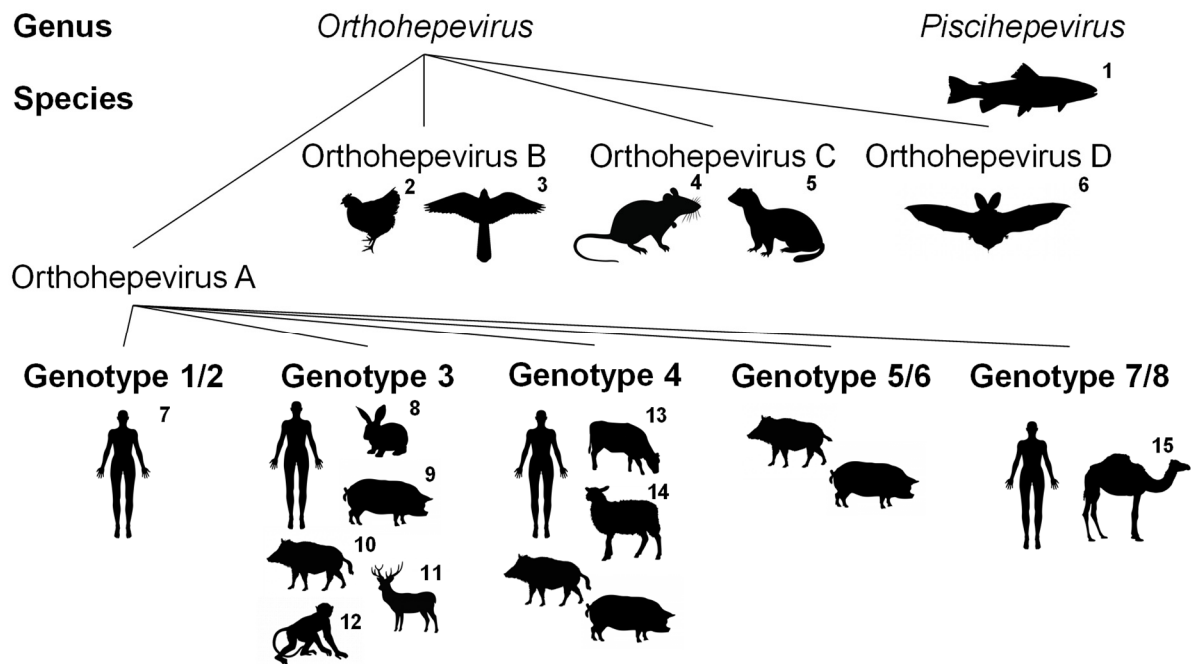 Genus Orthohepevirus Piscihepevirus
1
Species
Orthohepevirus B Orthohepevirus C Orthohepevirus D
2 3 4 5 6
Orthohepevirus A
Genotype 1/2 Genotype 3 Genotype 4 Genotype 5/6 Genotype 7/8
7 8 13
9 14 15
10 11
12